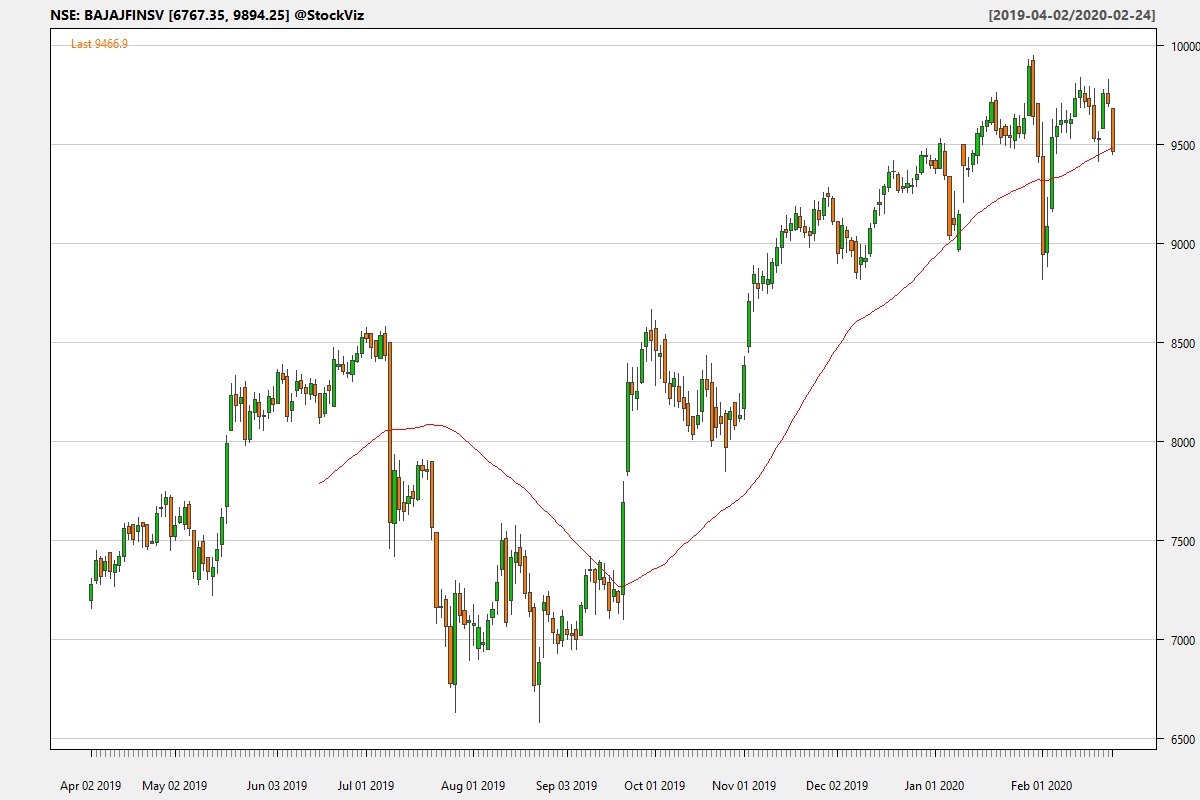 NSE: BAJAJFINSV [6767.35, 9894.25] @StockViz
[2019-04-02/2020-02-24]
Last 9466.9
10000
9500
9000
8500
8000
7500
7000
6500
Apr 02 2019
May 02 2019
Jun 03 2019
Jul 01 2019
Aug 01 2019
Sep 03 2019
Oct 01 2019
Nov 01 2019
Dec 02 2019
Jan 01 2020
Feb 01 2020